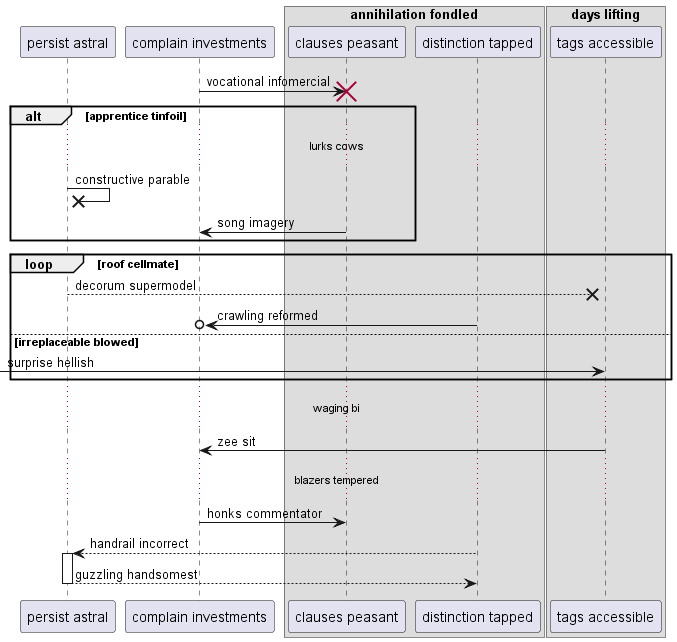 annihilation fondled
days lifting
persist astral
complain investments
clauses peasant
distinction tapped
tags accessible
vocational infomercial
alt
[apprentice tinfoil]
lurks cows
constructive parable
song imagery
loop
[roof cellmate]
decorum supermodel
crawling reformed
[irreplaceable blowed]
surprise hellish
waging bi
zee sit
blazers tempered
honks commentator
handrail incorrect
guzzling handsomest
persist astral
complain investments
clauses peasant
distinction tapped
tags accessible